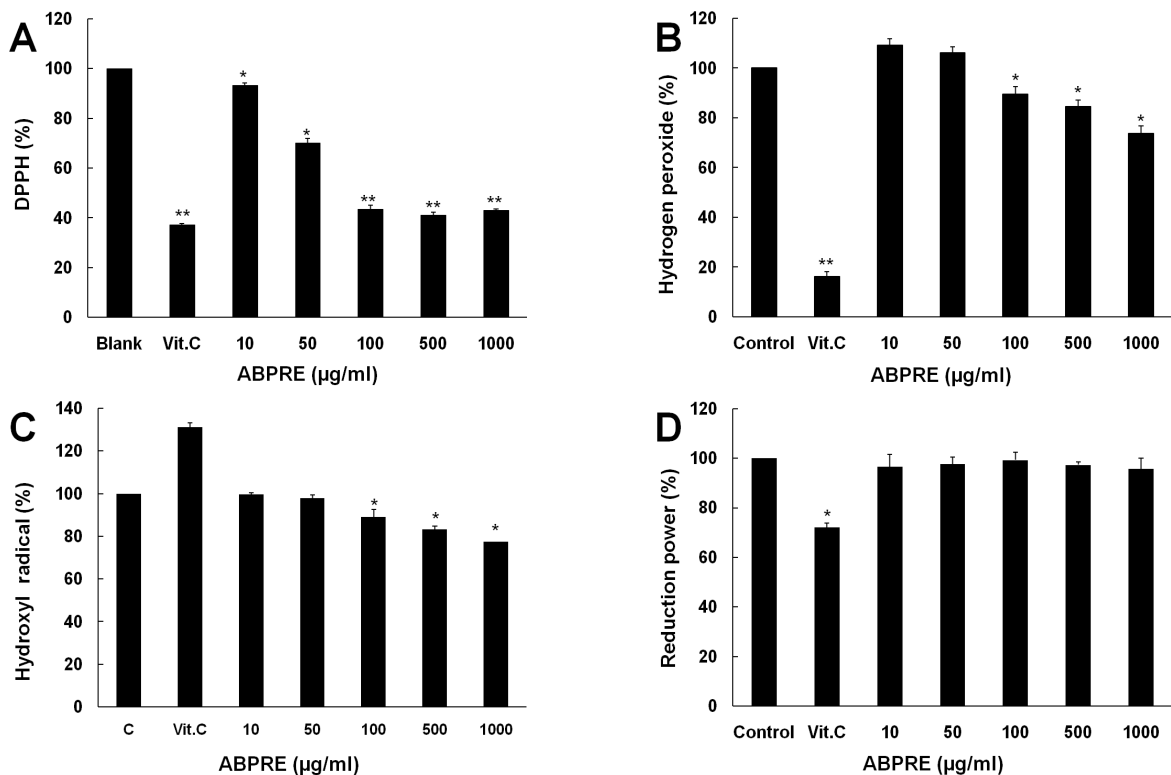 A
DPPH (%)
120
100
80
60
40
20
0
*
*
**
**
**
**
Blank Vit.C 10 50 100 500 1000
ABPRE (μg/ml)
B
Hydrogen peroxide (%)
120
100
80
60
40
20
0
*
*
*
**
Control Vit.C 10 50 100 500 1000
ABPRE (μg/ml)
C
Hydroxyl radical (%)
140
120
100
80
60
40
20
0
*
*
*
C Vit.C 10 50 100 500 1000
ABPRE (μg/ml)
D
Reduction power (%)
120
100
80
60
40
20
0
*
Control Vit.C 10 50 100 500 1000
ABPRE (μg/ml)